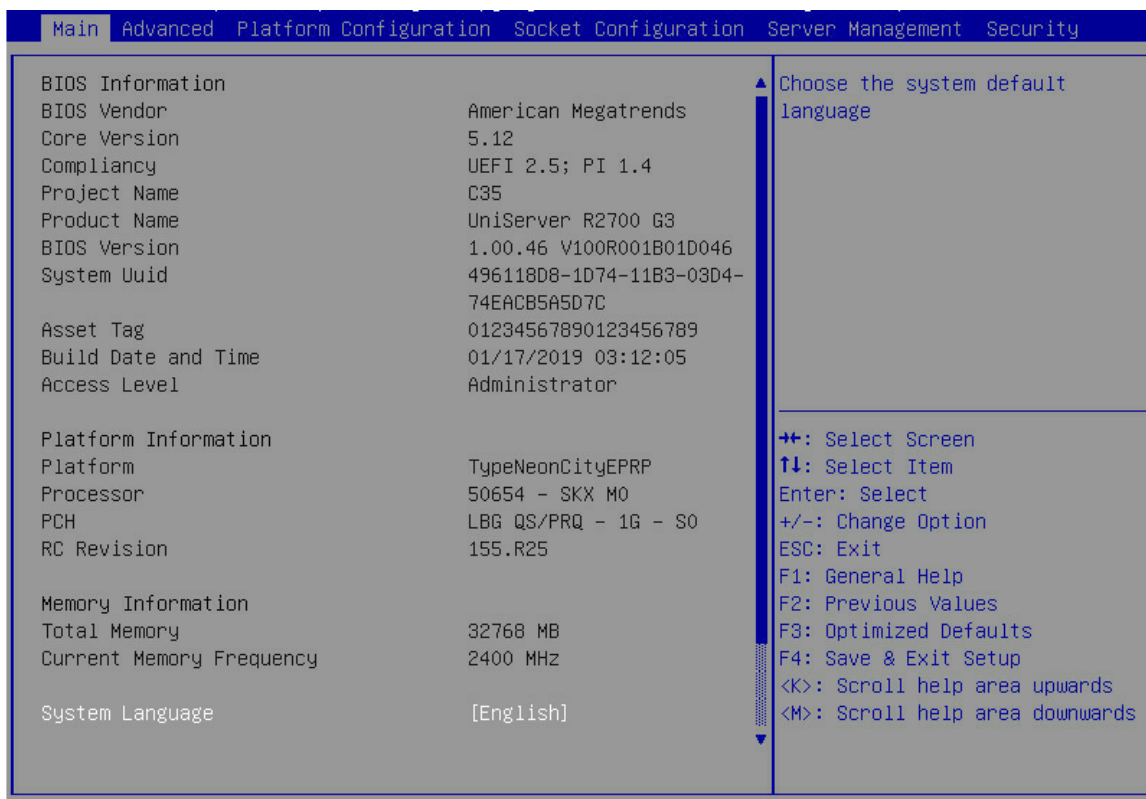 Main Advanced Platform Configuration Socket Configuration Server Management Security
BIOS Information
BIOS Vendor American Megatrends
Core Version 5.12
Compliancy UEFI 2.5; PI 1.4
Project Name C35
Product Name UniServer R2700 G3
BIOS Version 1.00.46 V100R001B01D046
System Uuid 496118D8-1D74-11B3-03D4-
74EACB5A5D7C
Asset Tag 01234567890123456789
Build Date and Time 01/17/2019 03:12:05
Access Level Administrator
Platform Information
Platform TypeNeonCityEPRP
Processor 50654 - SKX M0
PCH LBG QS/PRQ - 1G - S0
RC Revision 155.R25
Memory Information
Total Memory 32768 MB
Current Memory Frequency 2400 MHz
System Language [English]
Choose the system default
language
→←: Select Screen
↑↓: Select Item
Enter: Select
+/-: Change Option
ESC: Exit
F1: General Help
F2: Previous Values
F3: Optimized Defaults
F4: Save & Exit Setup
<K>: Scroll help area upwards
<M>: Scroll help area downwards